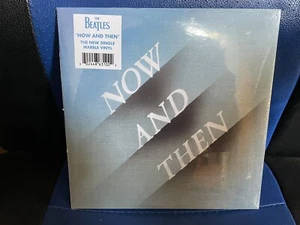 THE
BEATLES
'NOW AND THEN'
THE NEW SINGLE
MARBLE VINYL
NOW
AND
THEN